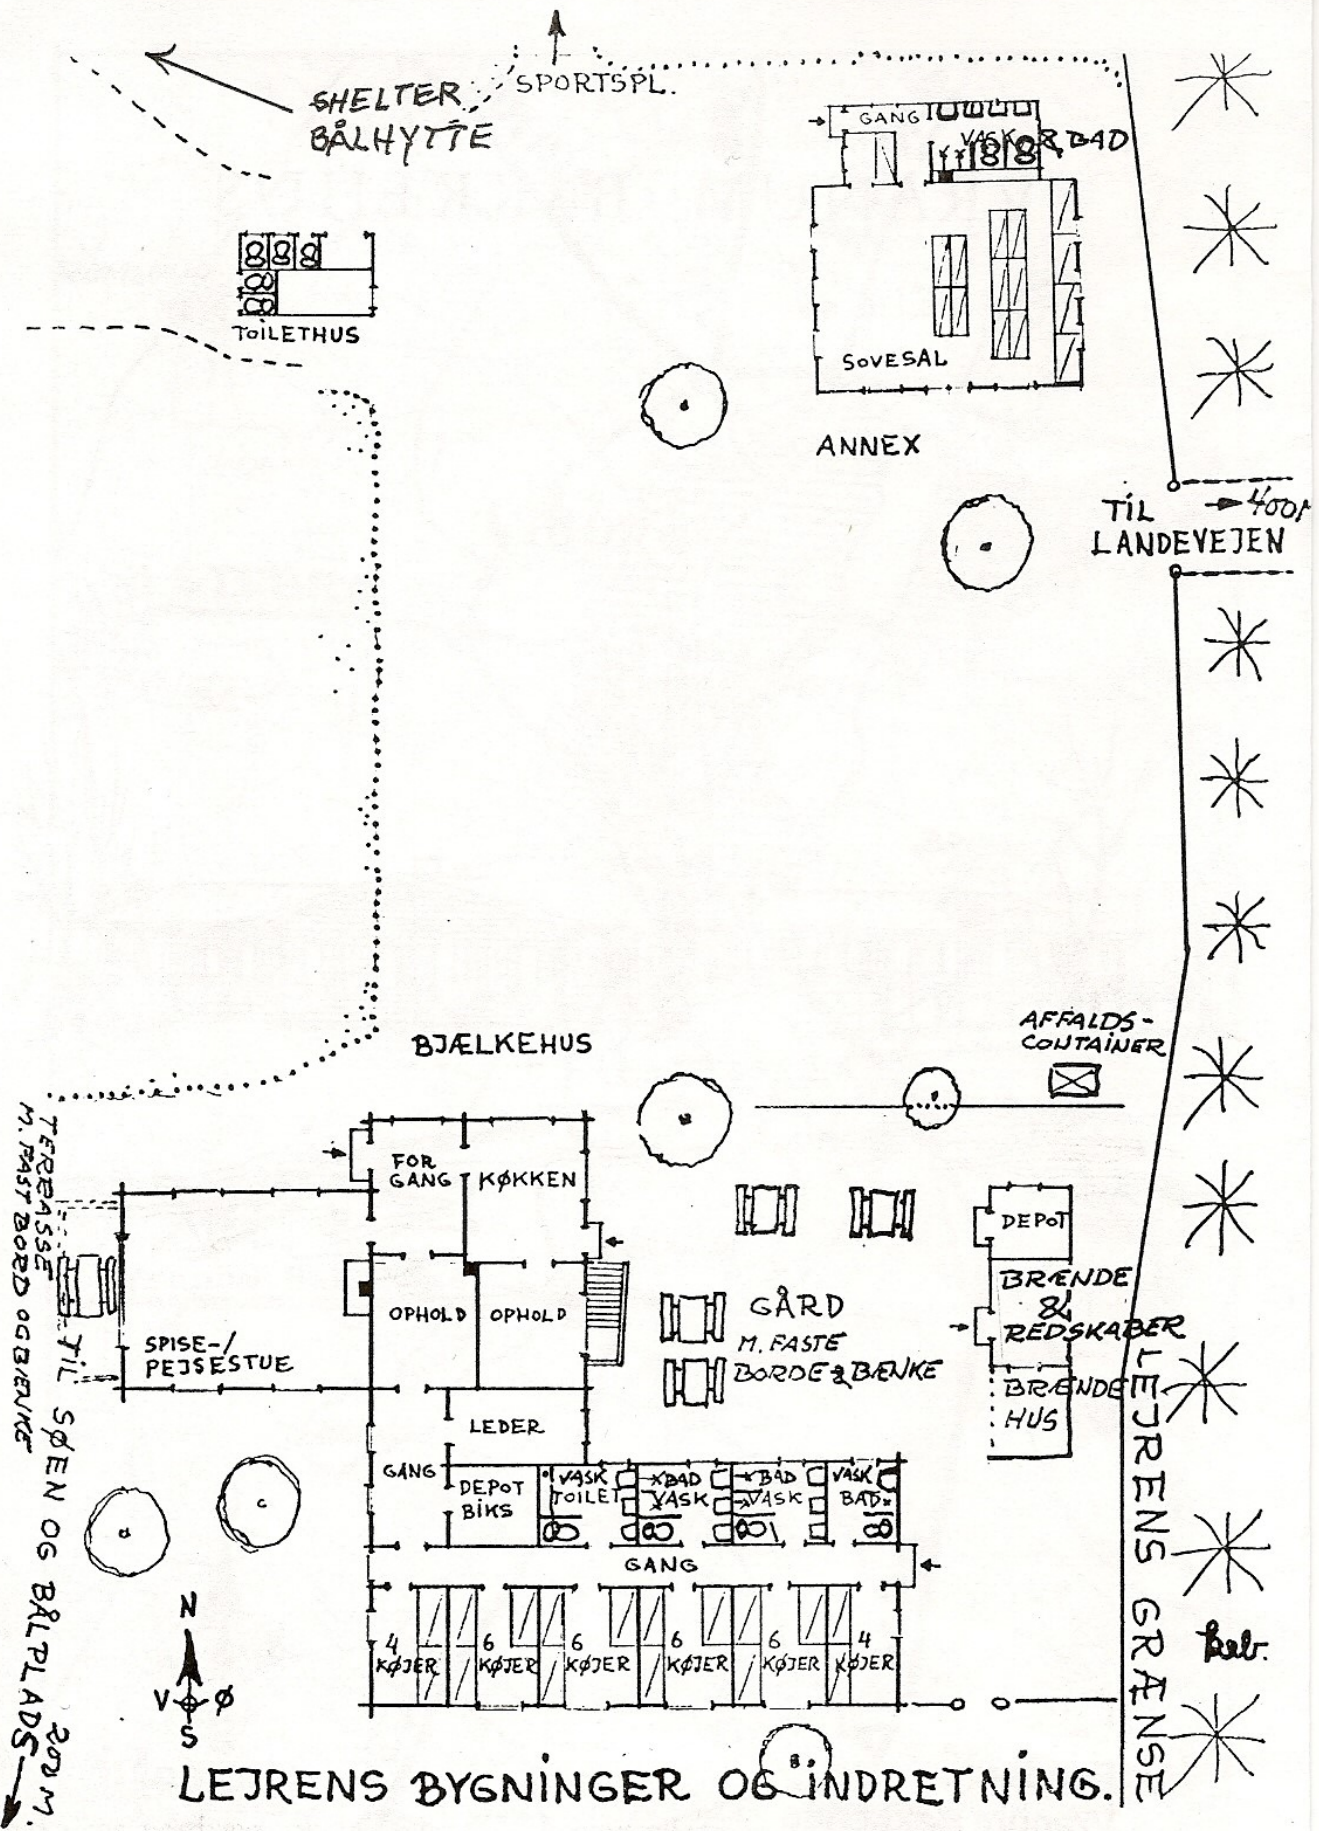 SPORTSPL.
SHELTER
BÅLHYTTE
GANG
VASK & BAD
TOILETHUS
SOVESAL
ANNEX
TIL → 400
LANDEVEJEN
AFFALDS-
CONTAINER
BJÆLKEHUS
FOR
GANG
KØKKEN
DEPOT
OPHOLD
OPHOLD
BRÆNDE
&
REDSKABER
GÅRD
M. FASTE
BORDE & BÆNKE
SPISE-/
PEJSESTUE
BRÆNDE
HUS
LEDER
GANG
DEPOT
BIKS
VASK
TOILET
BAD
VASK
BAD
VASK
VASK
BAD
GANG
4
KØJER
6
KØJER
6
KØJER
6
KØJER
6
KØJER
4
KØJER
TERRASSE
M. FAST BORD OG BÆNKE
TIL SØEN OG BÅLPLADS 200 M.
LEJRENS GRÆNSE
N
V Ø
S
LEJRENS BYGNINGER OG INDRETNING.